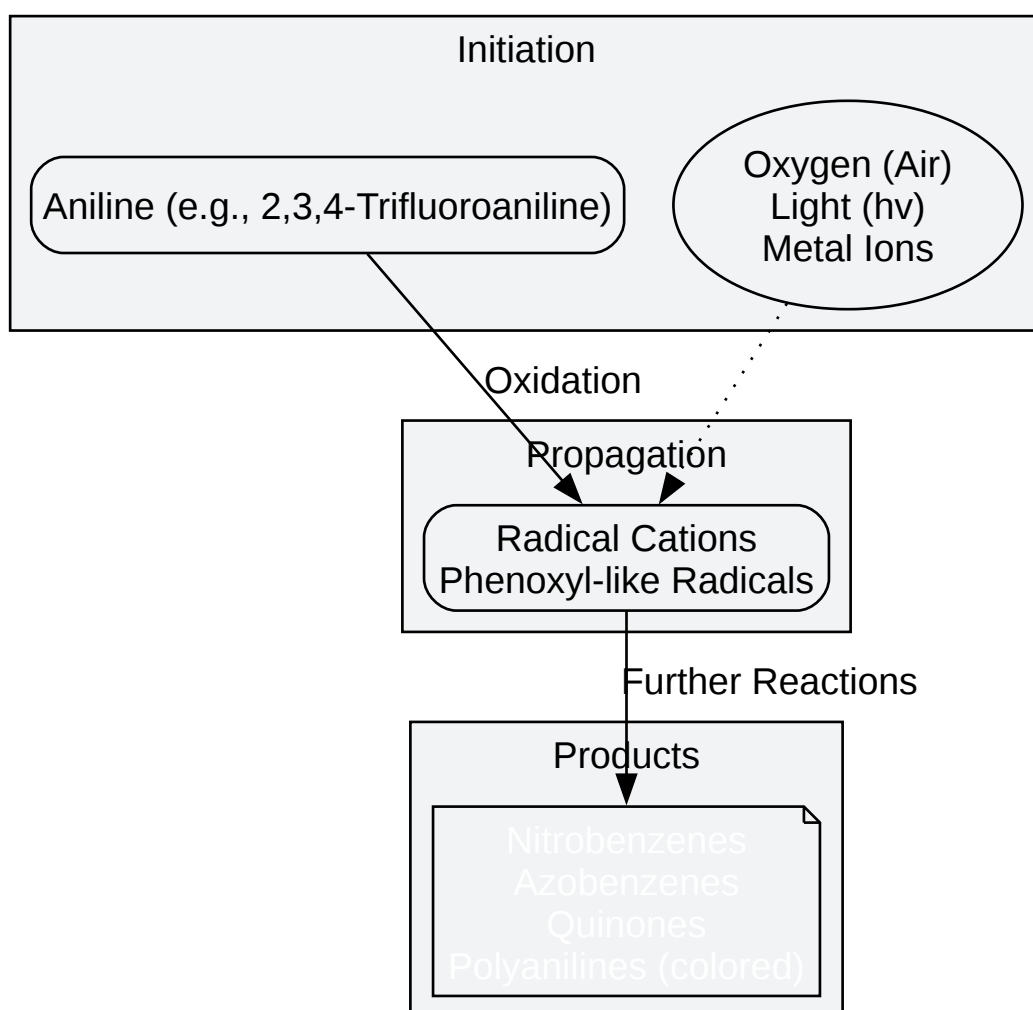 Initiation
Aniline (e.g., 2,3,4-Trifluoroaniline)
Oxygen (Air)
Light (hv)
Metal Ions
Oxidation
Propagation
Radical Cations
Phenoxyl-like Radicals
Further Reactions
Products
Nitrobenzenes
Azobenzenes
Quinones
Polyanilines (colored)